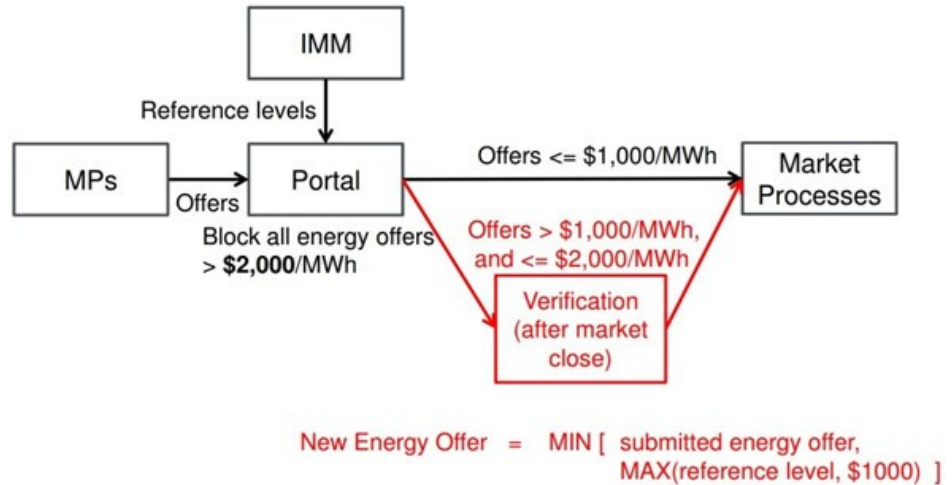 IMM
Reference levels
MPs
Offers
Portal
Block all energy offers
> $2,000/MWh
Offers <= $1,000/MWh
Market
Processes
Offers > $1,000/MWh,
and <= $2,000/MWh
Verification
(after market
close)
New Energy Offer = MIN [ submitted energy offer,
MAX(reference level, $1000) ]